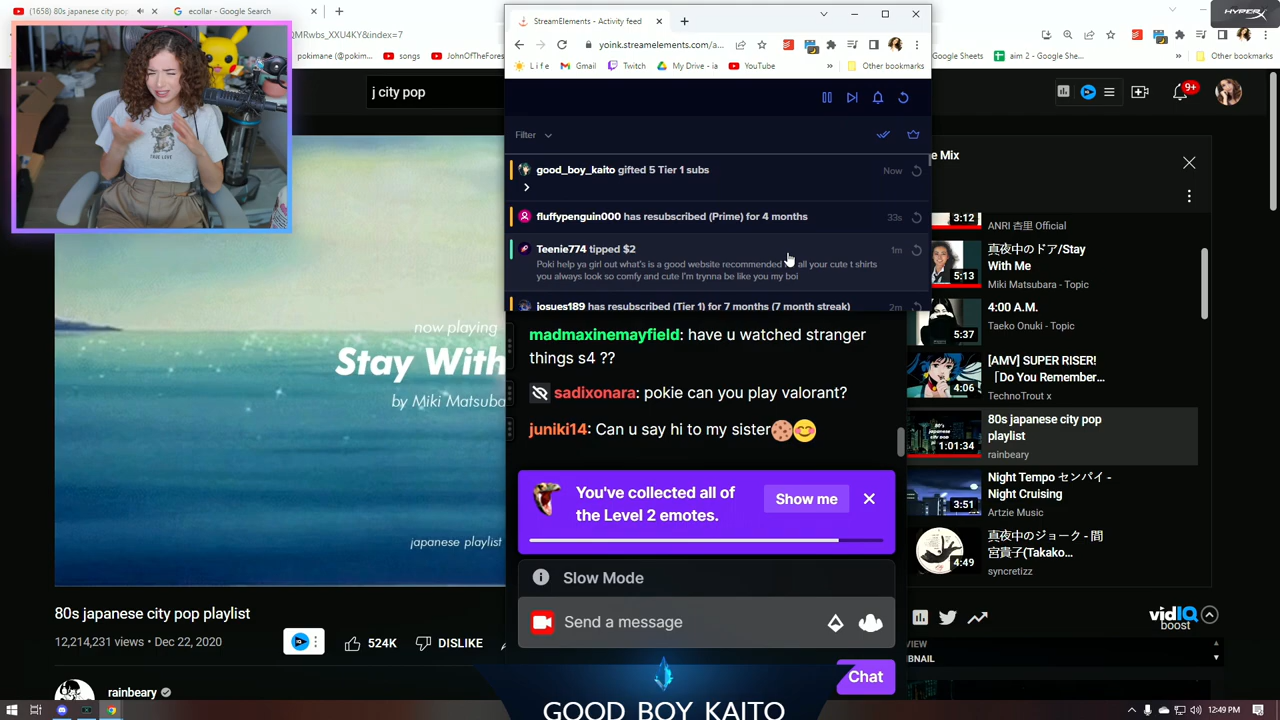 (1658) 80s japanese city pop
ecollar - Google Search
QMRwbs_XXU4KY&index=7
pokimane (@pokim...
songs
JohnOfTheFores
j city pop
StreamElements - Activity feed
yoink.streamelements.com/a...
Life
Gmail
Twitch
My Drive - ia
YouTube
»
Other bookmarks
Filter
good_boy_kaito gifted 5 Tier 1 subs
Now
fluffypenguin000 has resubscribed (Prime) for 4 months
33s
Teenie774 tipped $2
1m
Poki help ya girl out what's is a good website recommended
all your cute t shirts
you always look so comfy and cute I'm trynna be like you my boi
josues189 has resubscribed (Tier 1) for 7 months (7 month streak)
2m
madmaxinemayfield: have u watched stranger
things s4 ??
sadixonara: pokie can you play valorant?
juniki14: Can u say hi to my sister🍪😊
You've collected all of
the Level 2 emotes.
Show me
Slow Mode
Send a message
Chat
GOOD_BOY_KAITO
HYPERX
Google Sheets
aim 2 - Google She...
»
Other bookmarks
9+
e Mix
3:12
ANRI 杏里 Official
真夜中のドア/Stay
With Me
5:13
Miki Matsubara - Topic
4:00 A.M.
5:37
Taeko Onuki - Topic
[AMV] SUPER RISER!
「Do You Remember...
4:06
TechnoTrout x
80s japanese city pop
playlist
1:01:34
rainbeary
Night Tempo センパイ -
Night Cruising
3:51
Artzie Music
真夜中のジョーク - 間
宮貴子(Takako...
4:49
syncretizz
vidIQ
boost
VIEW
BNAIL
now playing
Stay With
by Miki Matsuba
japanese playlist
80s japanese city pop playlist
12,214,231 views • Dec 22, 2020
524K
DISLIKE
rainbeary
12:49 PM